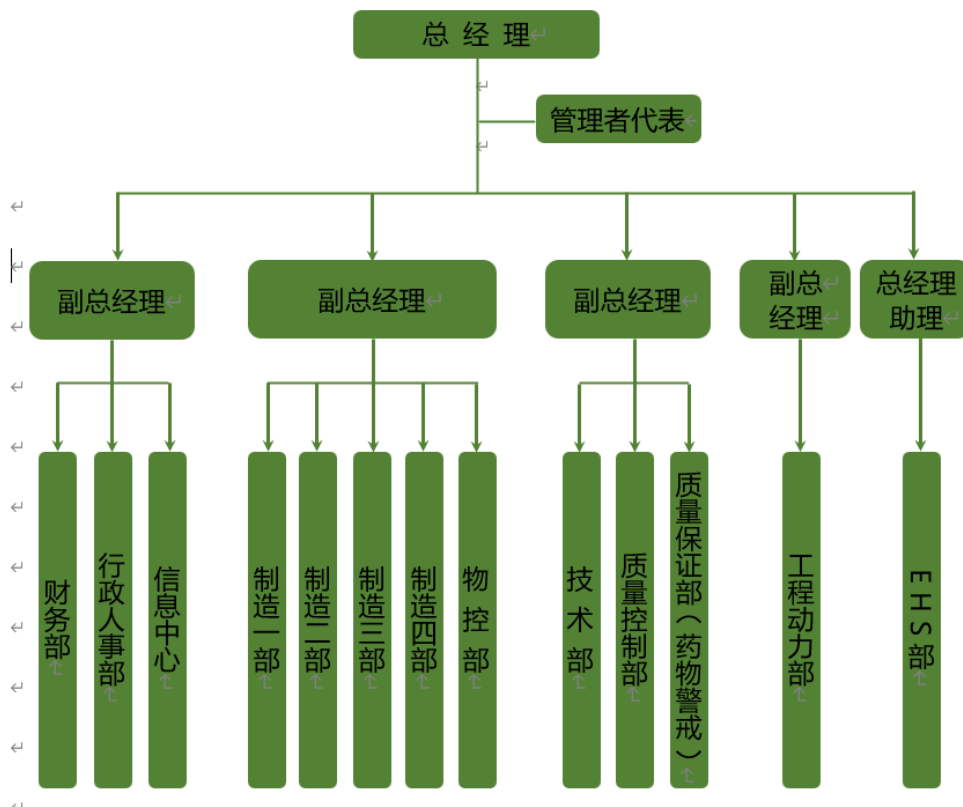 总 经 理
管理者代表
副总经理
副总经理
副总经理
副总
经理
总经理
助理
财务部
行政人事部
信息中心
制造一部
制造二部
制造三部
制造四部
物控部
技术部
质量控制部
质量保证部（药物警戒）
工程动力部
EHS部